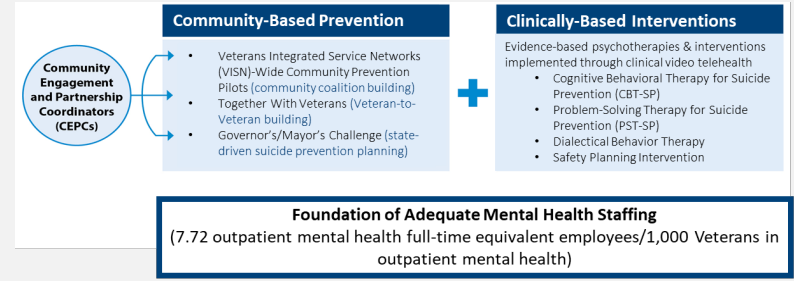 Community
Engagement
and Partnership
Coordinators
(CEPCs)
Community-Based Prevention
• Veterans Integrated Service Networks
(VISN)-Wide Community Prevention
Pilots (community coalition building)
• Together With Veterans (Veteran-to-
Veteran building)
• Governor's/Mayor's Challenge (state-
driven suicide prevention planning)
Clinically-Based Interventions
Evidence-based psychotherapies & interventions
implemented through clinical video telehealth
• Cognitive Behavioral Therapy for Suicide
Prevention (CBT-SP)
• Problem-Solving Therapy for Suicide
Prevention (PST-SP)
• Dialectical Behavior Therapy
• Safety Planning Intervention
Foundation of Adequate Mental Health Staffing
(7.72 outpatient mental health full-time equivalent employees/1,000 Veterans in
outpatient mental health)